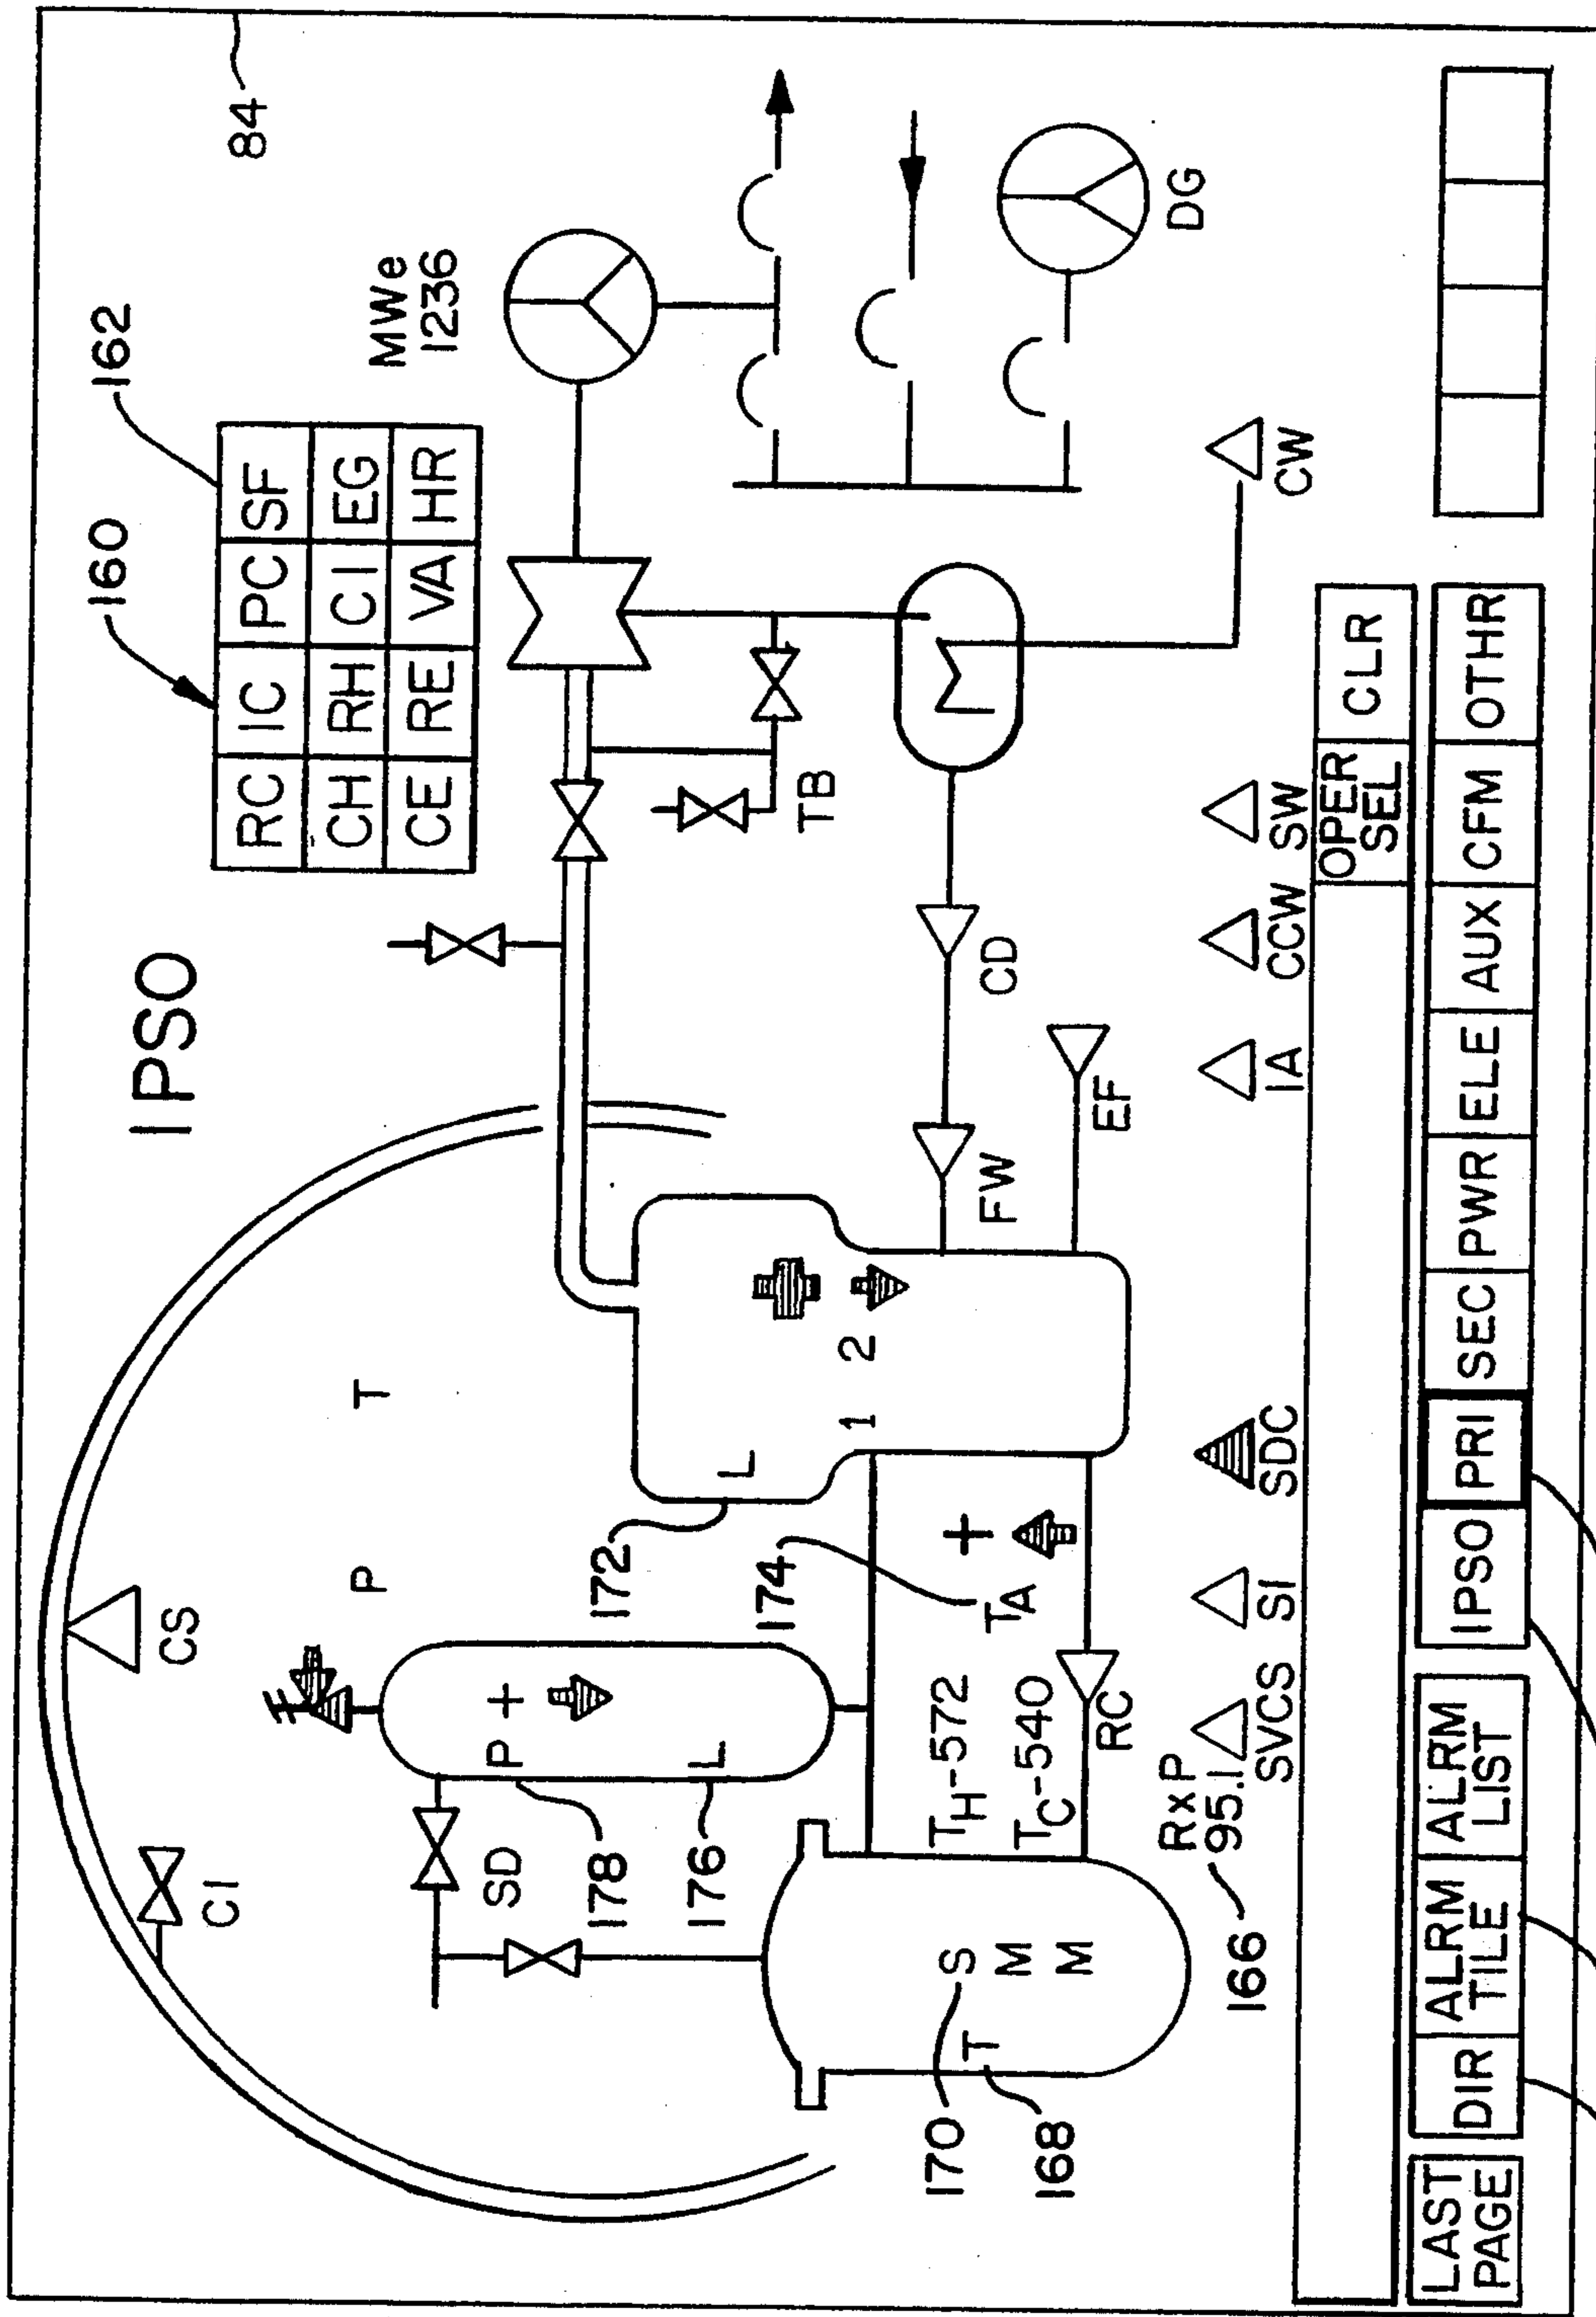 IPSO
84
160
162
RC IC PC SF
CH RH CI EG
CE RE VA HR
MWe
1236
CS
CI
P T
SD
TB
P +
L
178
176
172
L
1 2
174
TA +
TH-572
TC-540
RC
170
168
S
M
M
T
FW
CD
EF
DG
CW
RxP
95.1
166
SVCS SI SDC IA CCW SW
OPER
SEL
CLR
LAST
PAGE
DIR
ALRM
TILE
ALRM
LIST
IPSO PRI SEC PWR ELE AUX CFM OTHR